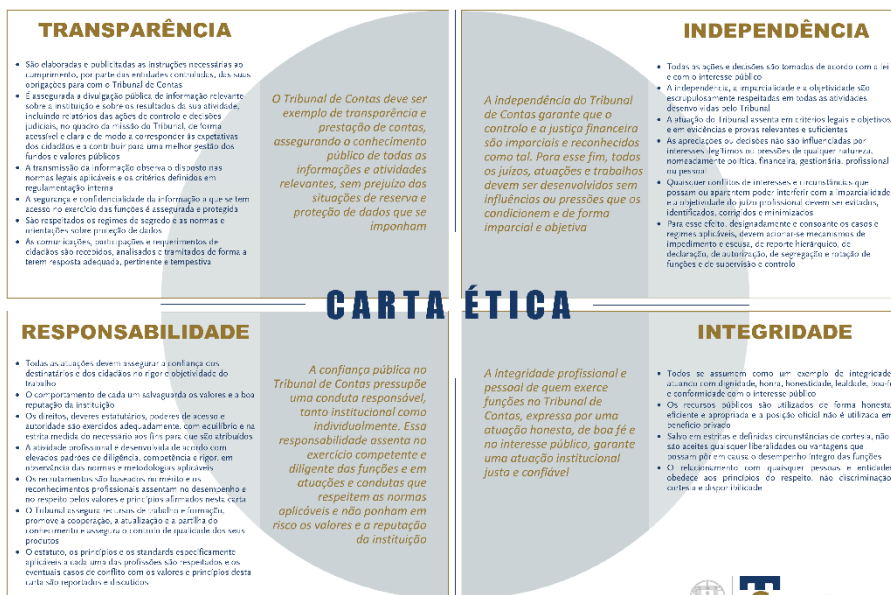 TRANSPARÊNCIA
• São elaboradas e publicitadas as instruções necessárias ao
cumprimento, por parte das entidades controladas, das suas
obrigações para com o Tribunal de Contas
• É assegurada a divulgação pública de informação relevante
sobre a instituição e sobre os resultados da sua atividade,
incluindo relatórios das ações de controlo e decisões
judiciais, no quadro da missão do Tribunal, de forma
acessível e clara e de modo a corresponder às expetativas
dos cidadãos e a contribuir para uma melhor gestão dos
fundos e valores públicos
• A transmissão da informação observa o disposto nas
normas legais aplicáveis e os critérios definidos em
regulamentação interna
• A segurança e confidencialidade da informação a que se tem
acesso no exercício das funções é assegurada e protegida
• São respeitados os regimes de segredo e as normas e
orientações sobre proteção de dados
• As comunicações, participações e requerimentos de
cidadãos são recebidos, analisados e tramitados de forma a
terem resposta adequada, pertinente e tempestiva
O Tribunal de Contas deve ser
exemplo de transparência e
prestação de contas,
assegurando o conhecimento
público de todas as
informações e atividades
relevantes, sem prejuízo das
situações de reserva e
proteção de dados que se
imponham
INDEPENDÊNCIA
A independência do Tribunal
de Contas garante que o
controlo e a justiça financeira
são imparciais e reconhecidos
como tal. Para esse fim, todos
os juízos, atuações e trabalhos
devem ser desenvolvidos sem
influências ou pressões que os
condicionem e de forma
imparcial e objetiva
• Todas as ações e decisões são tomadas de acordo com a lei
e com o interesse público
• A independência, a imparcialidade e a objetividade são
escrupulosamente respeitadas em todas as atividades
desenvolvidas pelo Tribunal
• A atuação do Tribunal assenta em critérios legais e objetivos
e em evidências e provas relevantes e suficientes
• As apreciações ou decisões não são influenciadas por
interesses ilegítimos ou pressões de qualquer natureza,
nomeadamente política, financeira, gestionária, profissional
ou pessoal
• Quaisquer conflitos de interesses e circunstâncias que
possam ou aparentem poder interferir com a imparcialidade
e a objetividade do juízo profissional devem ser evitados,
identificados, corrigidos e minimizados
• Para esse efeito, designadamente e consoante os casos e
regimes aplicáveis, devem acionar-se mecanismos de
impedimento e escusa, de reporte hierárquico, de
declaração, de autorização, de segregação e rotação de
funções e de supervisão e controlo
CARTA ÉTICA
RESPONSABILIDADE
• Todas as atuações devem assegurar a confiança dos
destinatários e dos cidadãos no rigor e objetividade do
trabalho
• O comportamento de cada um salvaguarda os valores e a boa
reputação da instituição
• Os direitos, deveres estatutários, poderes de acesso e
autoridade são exercidos adequadamente, com equilíbrio e na
estrita medida do necessário aos fins para que são atribuídos
• A atividade profissional é desenvolvida de acordo com
elevados padrões de diligência, competência e rigor, em
observância das normas e metodologias aplicáveis
• Os recrutamentos são baseados no mérito e os
reconhecimentos profissionais assentam no desempenho e
no respeito pelos valores e princípios afirmados nesta carta
• O Tribunal assegura recursos de trabalho e formação,
promove a cooperação, a atualização e a partilha do
conhecimento e assegura o controlo de qualidade dos seus
produtos
• O estatuto, os princípios e os standards especificamente
aplicáveis a cada uma das profissões são respeitados e os
eventuais casos de conflito com os valores e princípios desta
carta são reportados e discutidos
A confiança pública no
Tribunal de Contas pressupõe
uma conduta responsável,
tanto institucional como
individualmente. Essa
responsabilidade assenta no
exercício competente e
diligente das funções e em
atuações e condutas que
respeitem as normas
aplicáveis e não ponham em
risco os valores e a reputação
da instituição
INTEGRIDADE
A integridade profissional e
pessoal de quem exerce
funções no Tribunal de
Contas, expressa por uma
atuação honesta, de boa fé e
no interesse público, garante
uma atuação institucional
justa e confiável
• Todos se assumem como um exemplo de integridade
atuando com dignidade, honra, honestidade, lealdade, boa-f
e conformidade com o interesse público
• Os recursos públicos são utilizados de forma honesta
eficiente e apropriada e a posição oficial não é utilizada em
benefício privado
• Salvo em estritas e definidas circunstâncias de cortesia, não
são aceites quaisquer liberalidades ou vantagens que
possam pôr em causa o desempenho íntegro das funções
• O relacionamento com quaisquer pessoas e entidades
obedece aos princípios do respeito, não discriminação
cortesia e disponibilidade